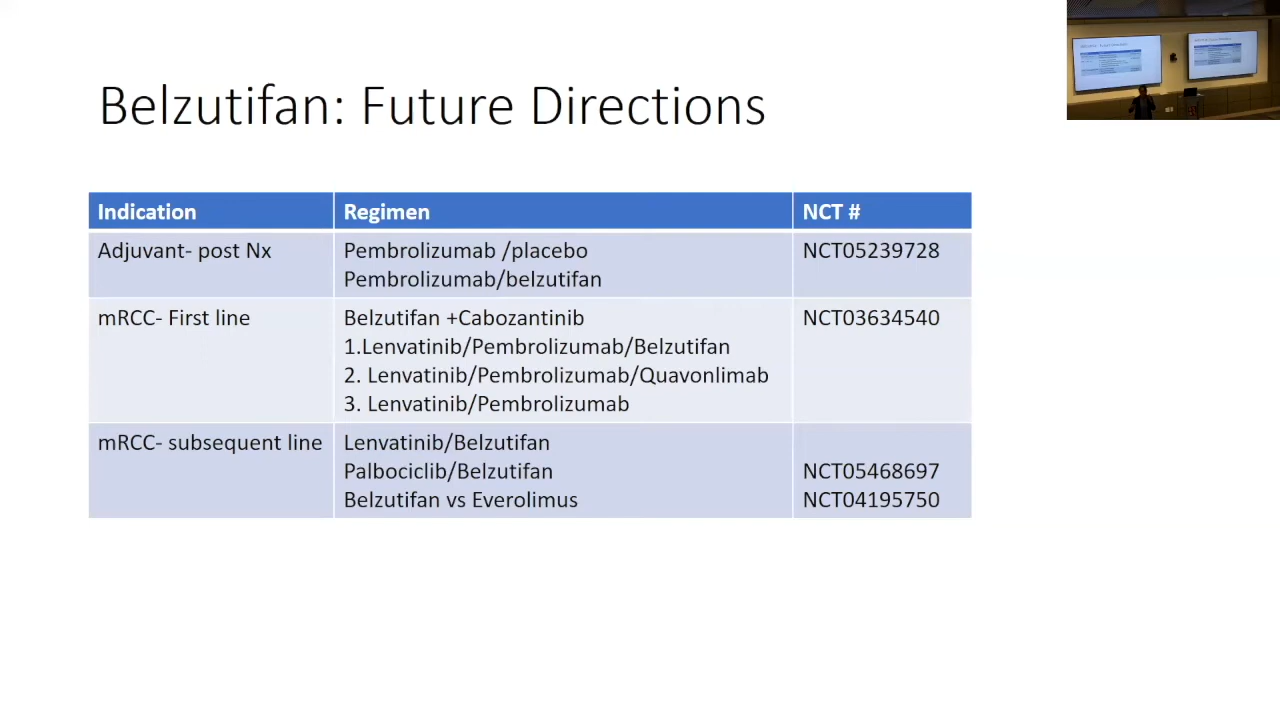 Belzutifan: Future Directions
Indication Regimen NCT #
Adjuvant- post Nx Pembrolizumab /placebo NCT05239728
Pembrolizumab/belzutifan
mRCC- First line Belzutifan +Cabozantinib NCT03634540
1.Lenvatinib/Pembrolizumab/Belzutifan
2. Lenvatinib/Pembrolizumab/Quavonlimab
3. Lenvatinib/Pembrolizumab
mRCC- subsequent line Lenvatinib/Belzutifan
Palbociclib/Belzutifan NCT05468697
Belzutifan vs Everolimus NCT04195750